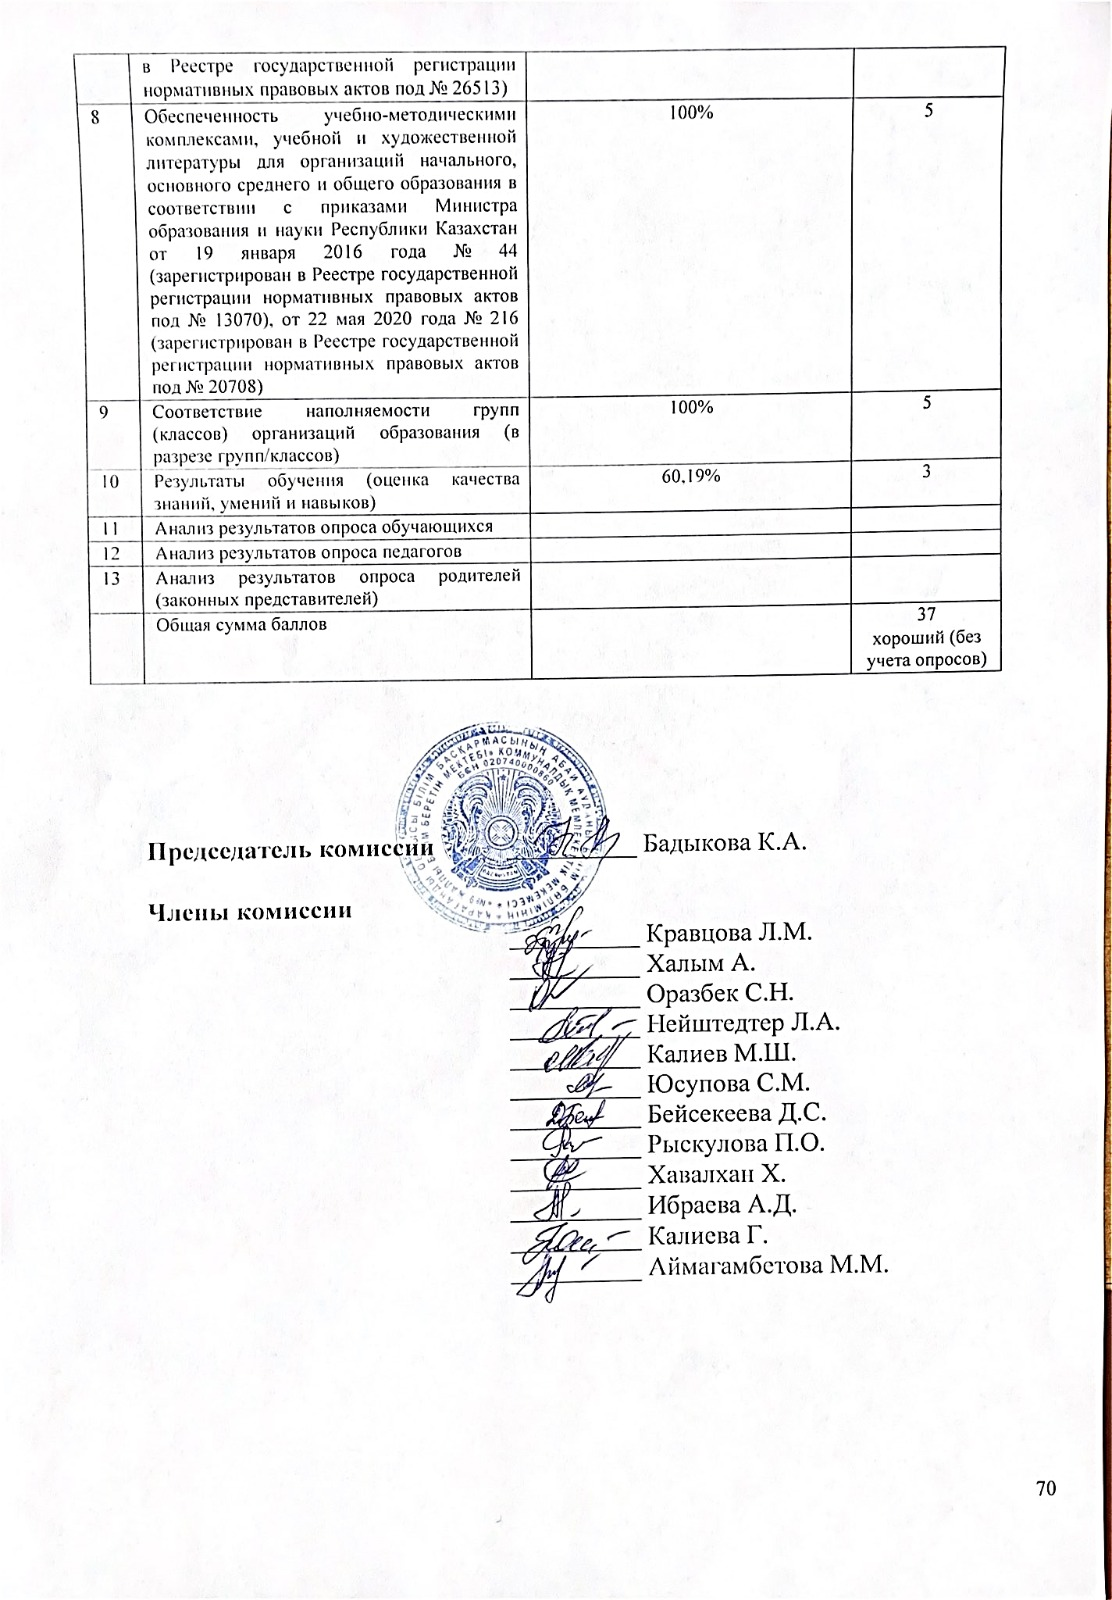 в Реестре государственной регистрации
нормативных правовых актов под № 26513)
8 Обеспеченность учебно-методическими 100% 5
комплексами, учебной и художественной
литературы для организаций начального,
основного среднего и общего образования в
соответствии с приказами Министра
образования и науки Республики Казахстан
от 19 января 2016 года № 44
(зарегистрирован в Реестре государственной
регистрации нормативных правовых актов
под № 13070), от 22 мая 2020 года № 216
(зарегистрирован в Реестре государственной
регистрации нормативных правовых актов
под № 20708)
9 Соответствие наполняемости групп 100% 5
(классов) организаций образования (в
разрезе групп/классов)
10 Результаты обучения (оценка качества 60,19% 3
знаний, умений и навыков)
11 Анализ результатов опроса обучающихся
12 Анализ результатов опроса педагогов
13 Анализ результатов опроса родителей
(законных представителей)
Общая сумма баллов 37
хороший (без
учета опросов)
БСН 020740000860
Председатель комиссии Бадыкова К.А.
Члены комиссии
Кравцова Л.М.
Халым А.
Оразбек С.Н.
Нейштедтер Л.А.
Калиев М.Ш.
Юсупова С.М.
Бейсекеева Д.С.
Рыскулова П.О.
Хавалхан Х.
Ибраева А.Д.
Калиева Г.
Аймагамбетова М.М.
70